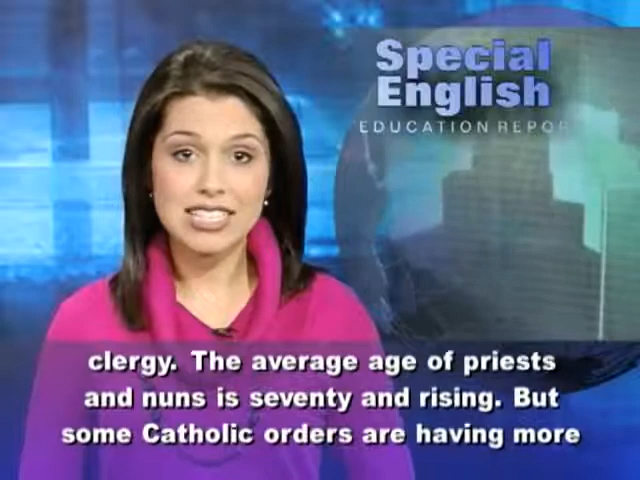 Special
English
EDUCATION REPOR
clergy. The average age of priests
and nuns is seventy and rising. But
some Catholic orders are having more